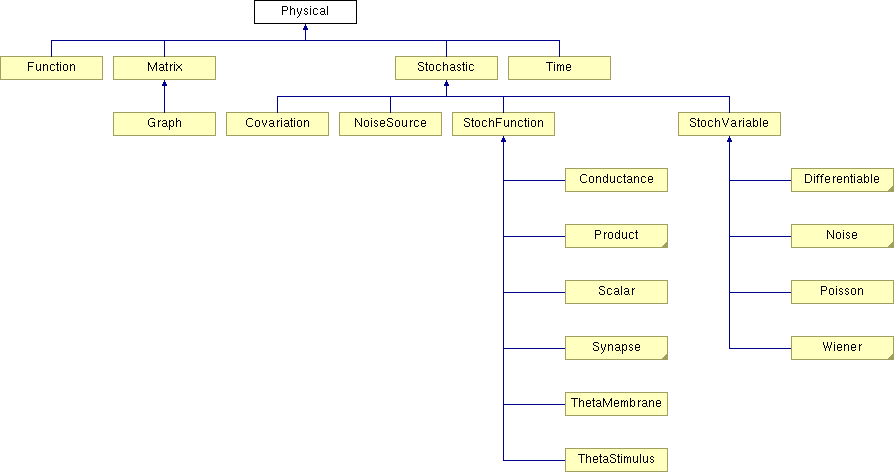 Physical
Function
Matrix
Stochastic
Time
Graph
Covariation
NoiseSource
StochFunction
StochVariable
Conductance
Differentiable
Product
Noise
Scalar
Poisson
Synapse
Wiener
ThetaMembrane
ThetaStimulus